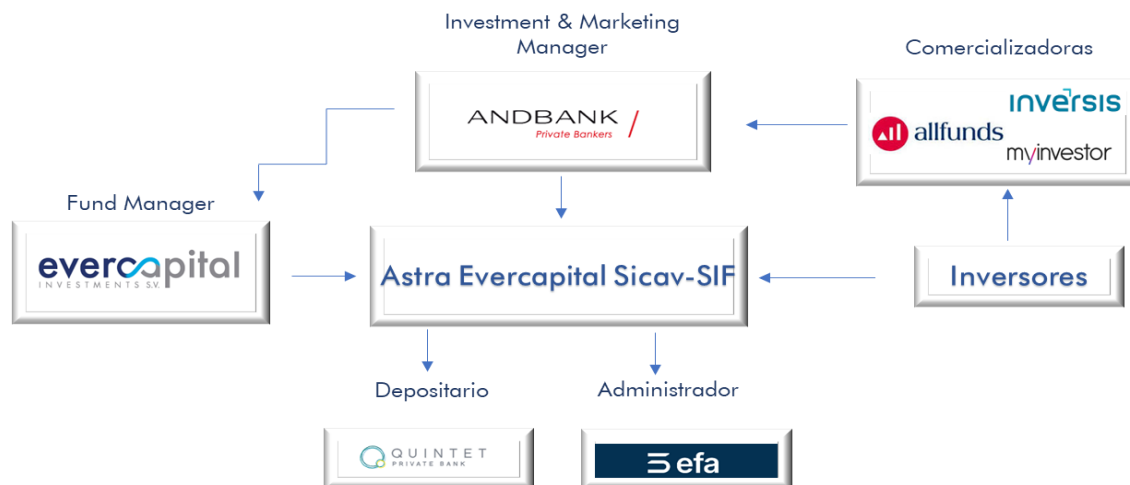 Investment & Marketing
Manager
Comercializadoras
ANDBANK
Private Bankers
inversis
allfunds
myinvestor
Fund Manager
evercapital
INVESTMENTS S.V.
Astra Evercapital Sicav-SIF
Inversores
Depositario
Administrador
QUINTET
PRIVATE BANK
efa